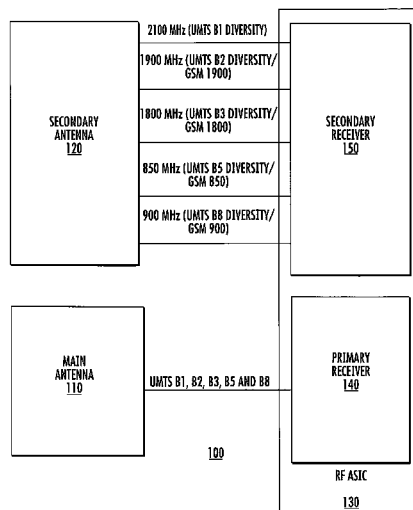 2100 MHz (UMTS B1 DIVERSITY)
1900 MHz (UMTS B2 DIVERSITY/
GSM 1900)
1800 MHz (UMTS B3 DIVERSITY/
GSM 1800)
850 MHz (UMTS B5 DIVERSITY/
GSM 850)
900 MHz (UMTS B8 DIVERSITY/
GSM 900)
SECONDARY
ANTENNA
120
SECONDARY
RECEIVER
150
MAIN
ANTENNA
110
UMTS B1, B2, B3, B5 AND B8
PRIMARY
RECEIVER
140
100
RF ASIC
130